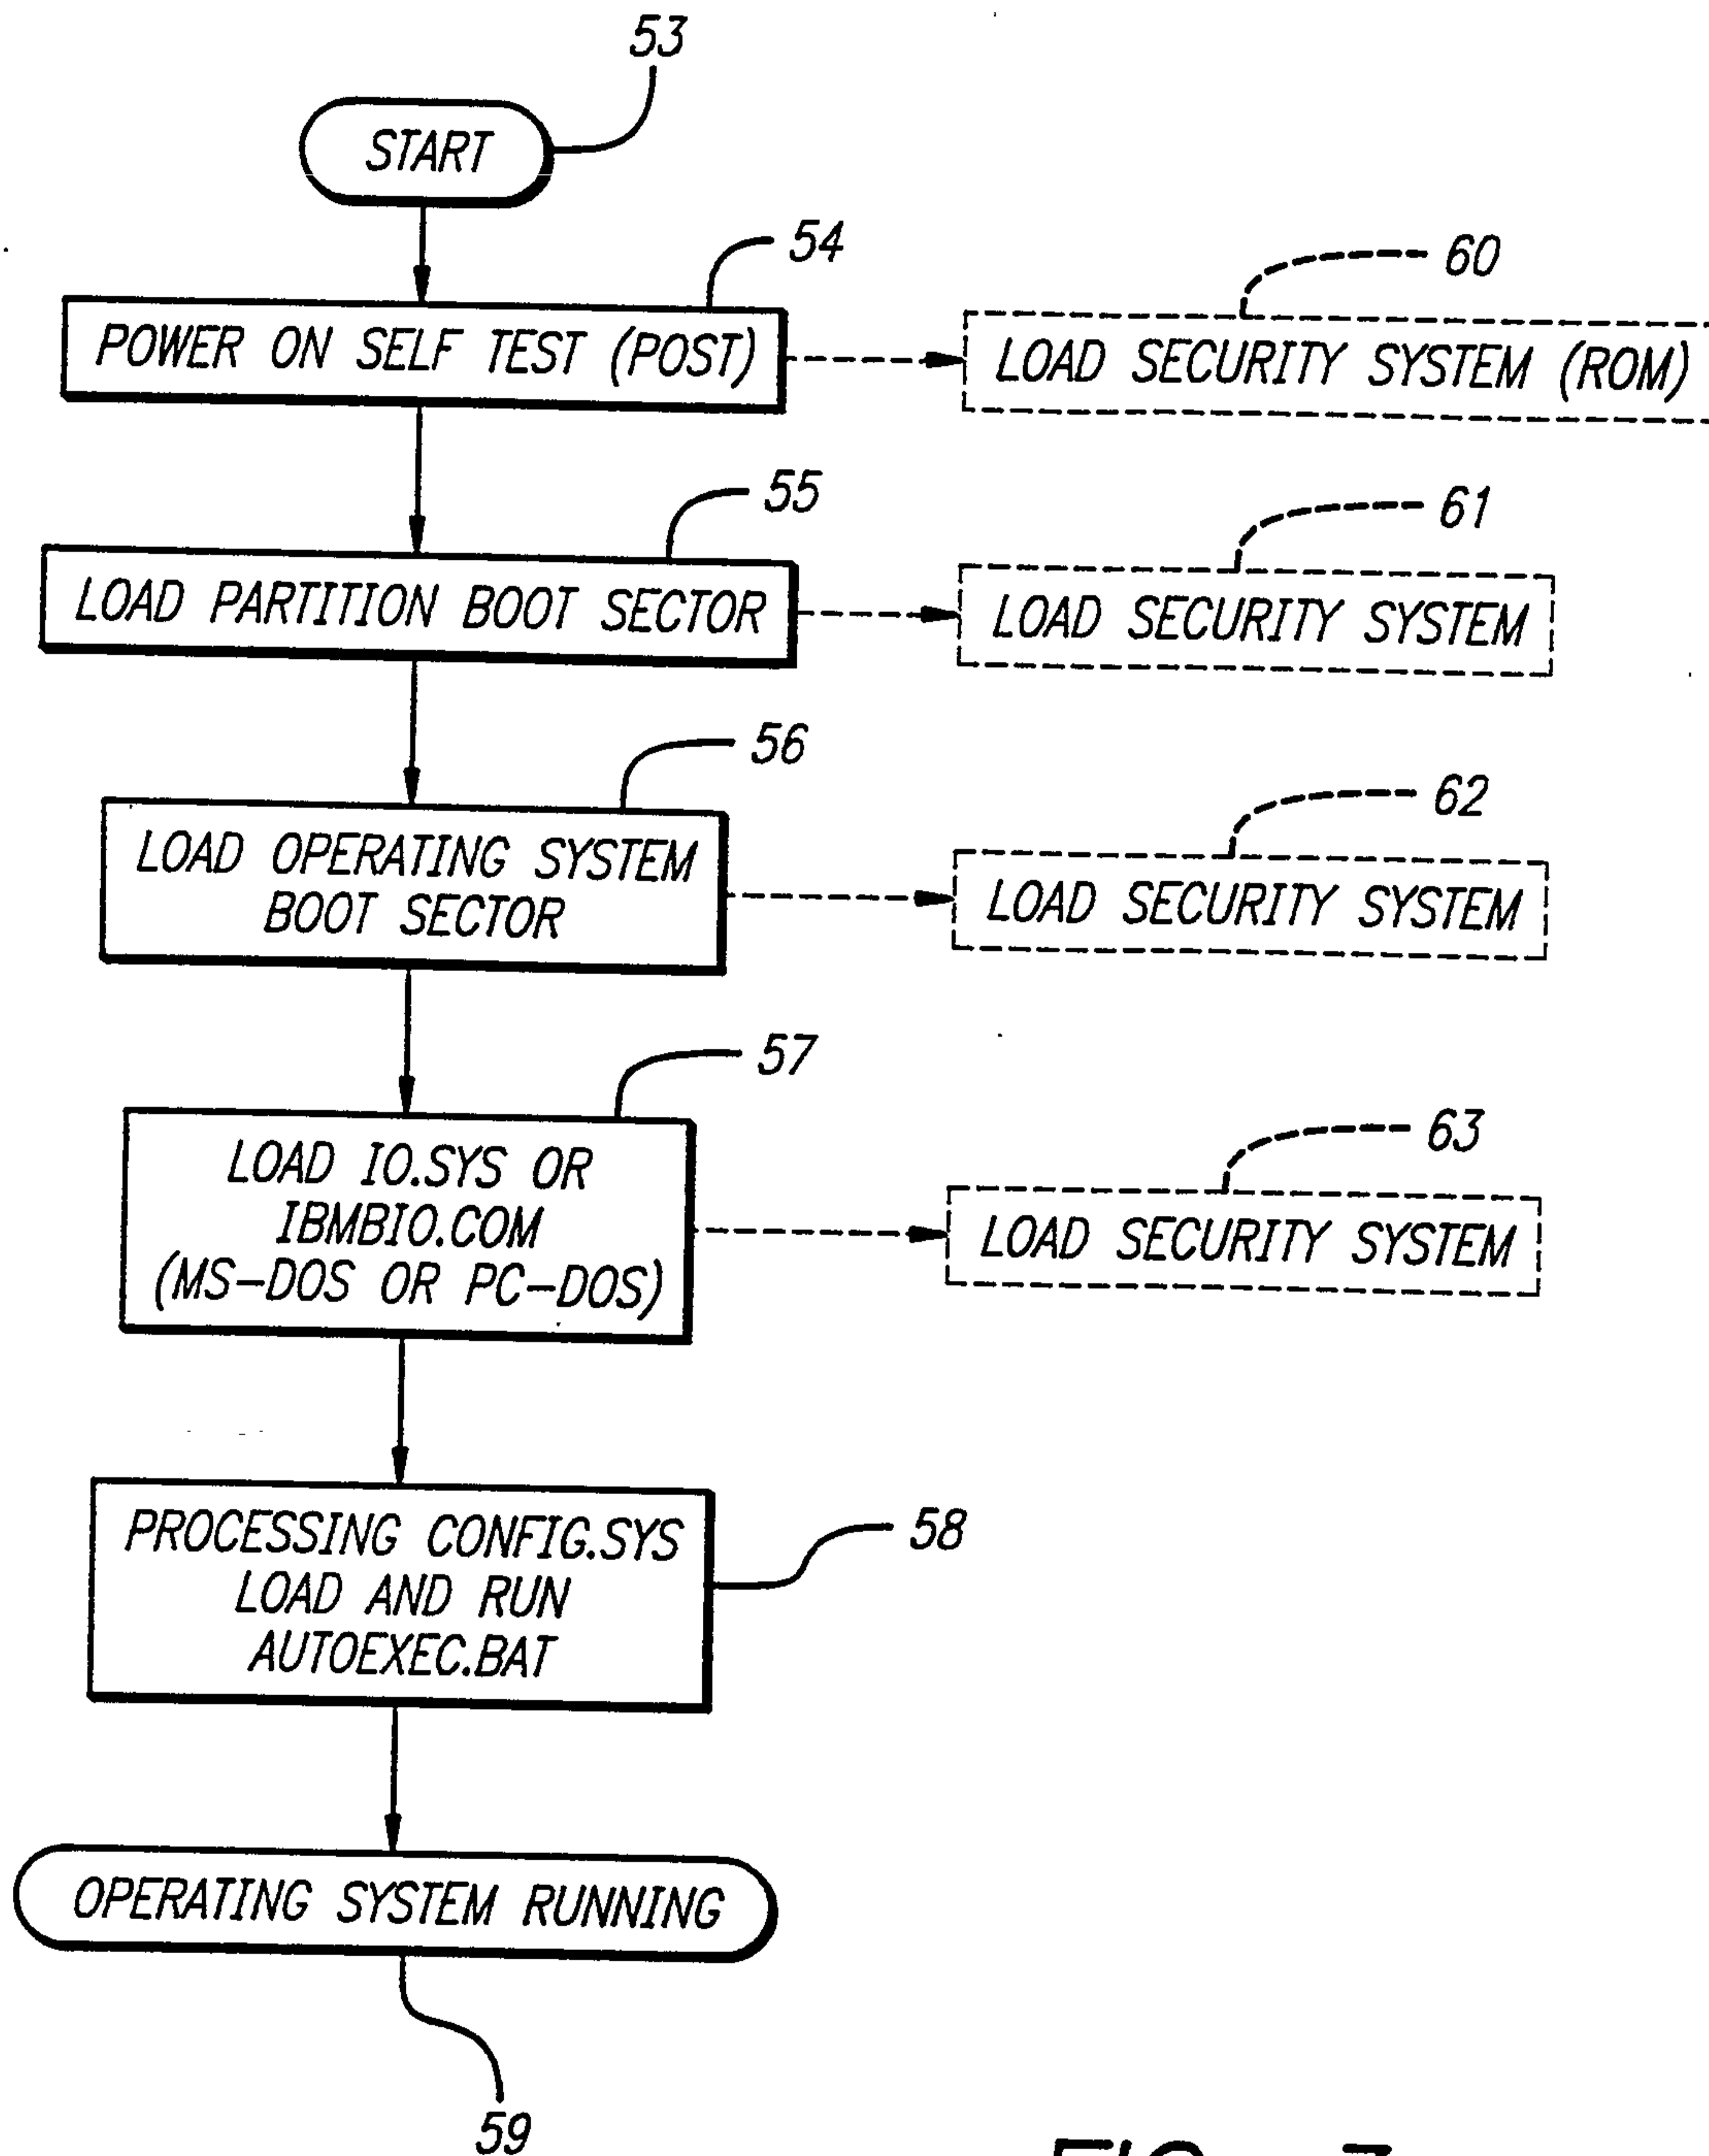 53
START
54
POWER ON SELF TEST (POST)
60
LOAD SECURITY SYSTEM (ROM)
55
LOAD PARTITION BOOT SECTOR
61
LOAD SECURITY SYSTEM
56
LOAD OPERATING SYSTEM
BOOT SECTOR
62
LOAD SECURITY SYSTEM
57
LOAD IO.SYS OR
IBMBIO.COM
(MS-DOS OR PC-DOS)
63
LOAD SECURITY SYSTEM
58
PROCESSING CONFIG.SYS
LOAD AND RUN
AUTOEXEC.BAT
OPERATING SYSTEM RUNNING
59